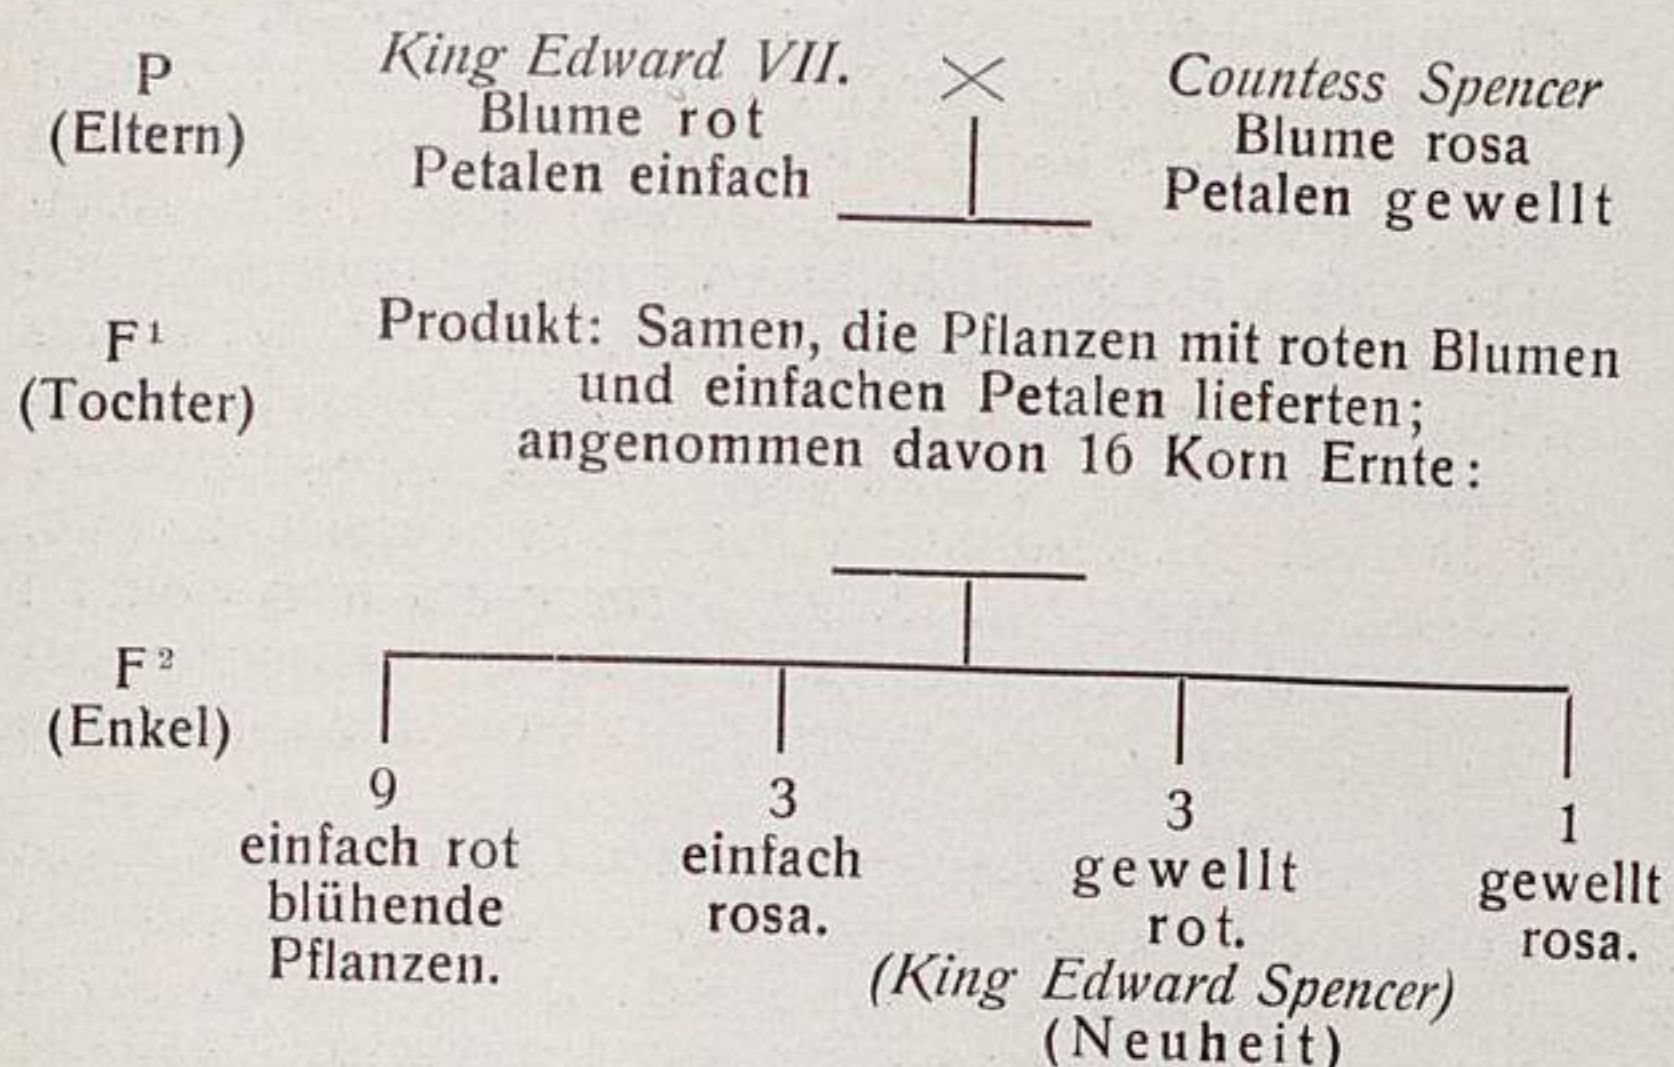 P
(Eltern)
King Edward VII.
Blume rot
Petalen einfach
×
Countess Spencer
Blume rosa
Petalen gewellt
F¹
(Tochter)
Produkt: Samen, die Pflanzen mit roten Blumen
und einfachen Petalen lieferten;
angenommen davon 16 Korn Ernte:
F²
(Enkel)
9
einfach rot
blühende
Pflanzen.
3
einfach
rosa.
3
gewellt
rot.
(King Edward Spencer)
(Neuheit)
1
gewellt
rosa.